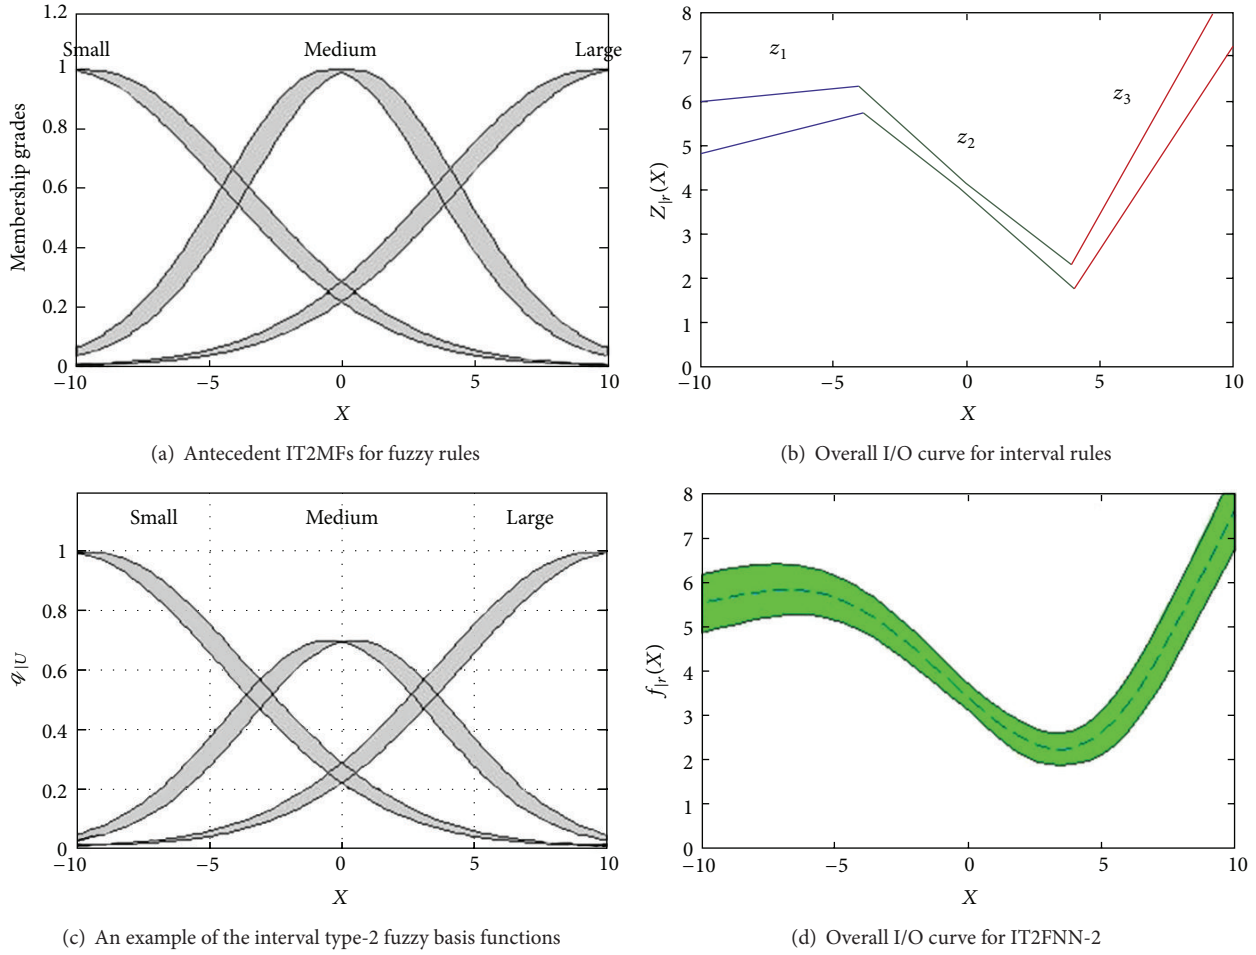 1.2
Small
Medium
Large
1
0.8
0.6
0.4
0.2
0
Membership grades
−10
−5
0
5
10
X
(a) Antecedent IT2MFs for fuzzy rules
8
7
6
5
4
3
2
1
0
Z|r(X)
z1
z2
z3
−10
−5
0
5
10
X
(b) Overall I/O curve for interval rules
Small
Medium
Large
1
0.8
0.6
0.4
0.2
0
−10
−5
0
5
10
X
(c) An example of the interval type-2 fuzzy basis functions
8
7
6
5
4
3
2
1
0
f|r(X)
−10
−5
0
5
10
X
(d) Overall I/O curve for IT2FNN-2